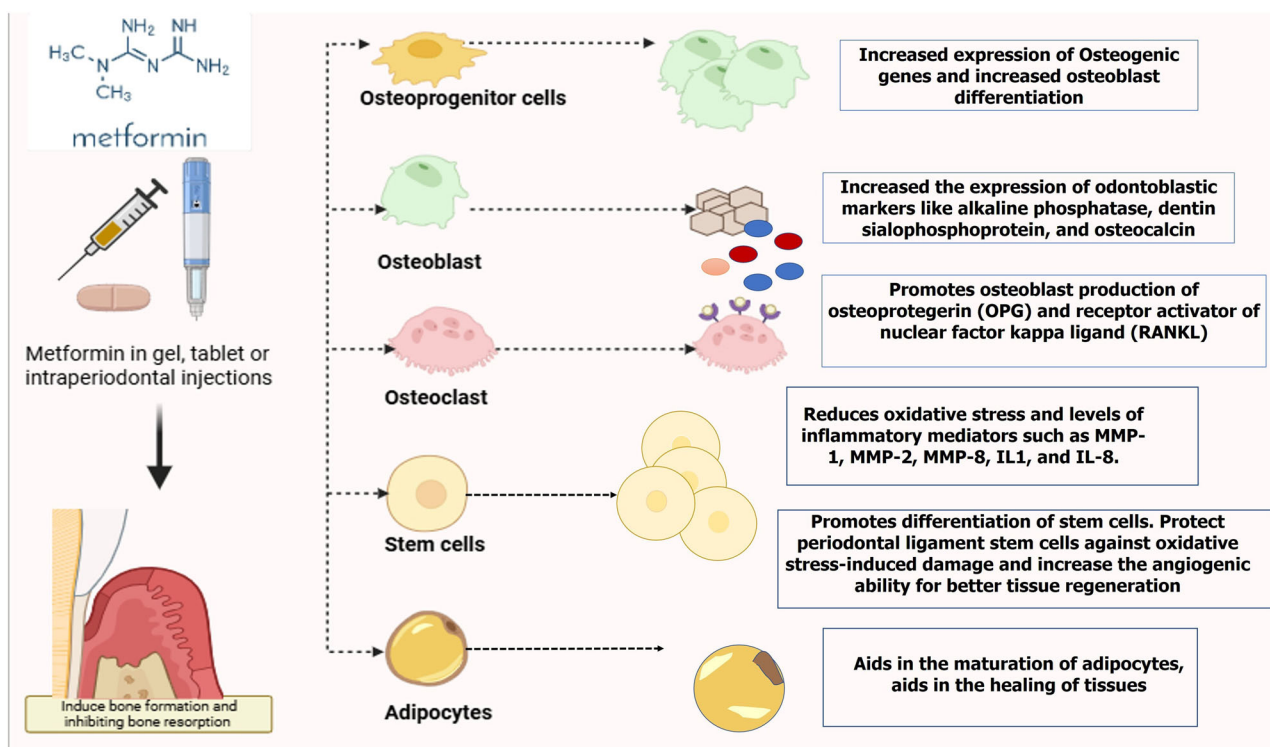 NH₂ NH
H₃C
N N NH₂
CH₃
metformin
Metformin in gel, tablet or
intraperiodontal injections
Induce bone formation and
inhibiting bone resorption
Osteoprogenitor cells
Increased expression of Osteogenic
genes and increased osteoblast
differentiation
Osteoblast
Increased the expression of odontoblastic
markers like alkaline phosphatase, dentin
sialophosphoprotein, and osteocalcin
Osteoclast
Promotes osteoblast production of
osteoprotegerin (OPG) and receptor activator of
nuclear factor kappa ligand (RANKL)
Reduces oxidative stress and levels of
inflammatory mediators such as MMP-
1, MMP-2, MMP-8, IL1, and IL-8.
Stem cells
Promotes differentiation of stem cells. Protect
periodontal ligament stem cells against oxidative
stress-induced damage and increase the angiogenic
ability for better tissue regeneration
Adipocytes
Aids in the maturation of adipocytes,
aids in the healing of tissues